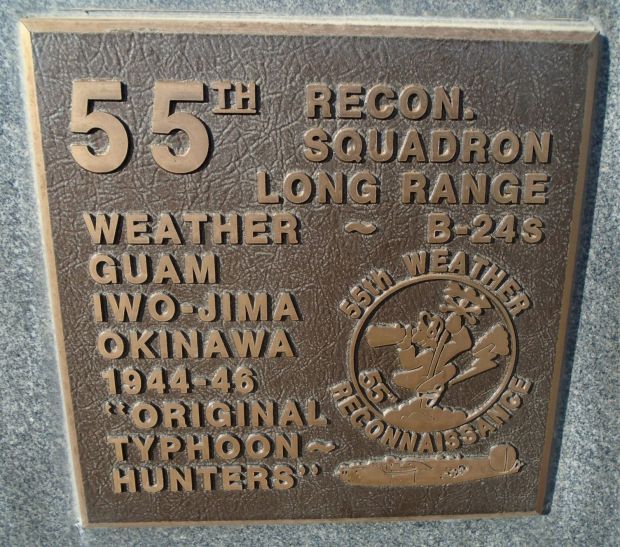 55TH RECON.
SQUADRON
LONG RANGE
WEATHER ~ B-24s
GUAM
IWO-JIMA
OKINAWA
1944-46
"ORIGINAL
TYPHOON~
HUNTERS"
55th WEATHER
55
RECONNAISSANCE